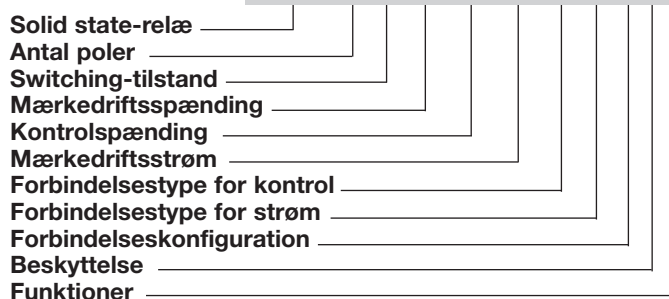 Solid state-relæ
Antal poler
Switching-tilstand
Mærkedriftsspænding
Kontrolspænding
Mærkedriftsstrøm
Forbindelsestype for kontrol
Forbindelsestype for strøm
Forbindelseskonfiguration
Beskyttelse
Funktioner